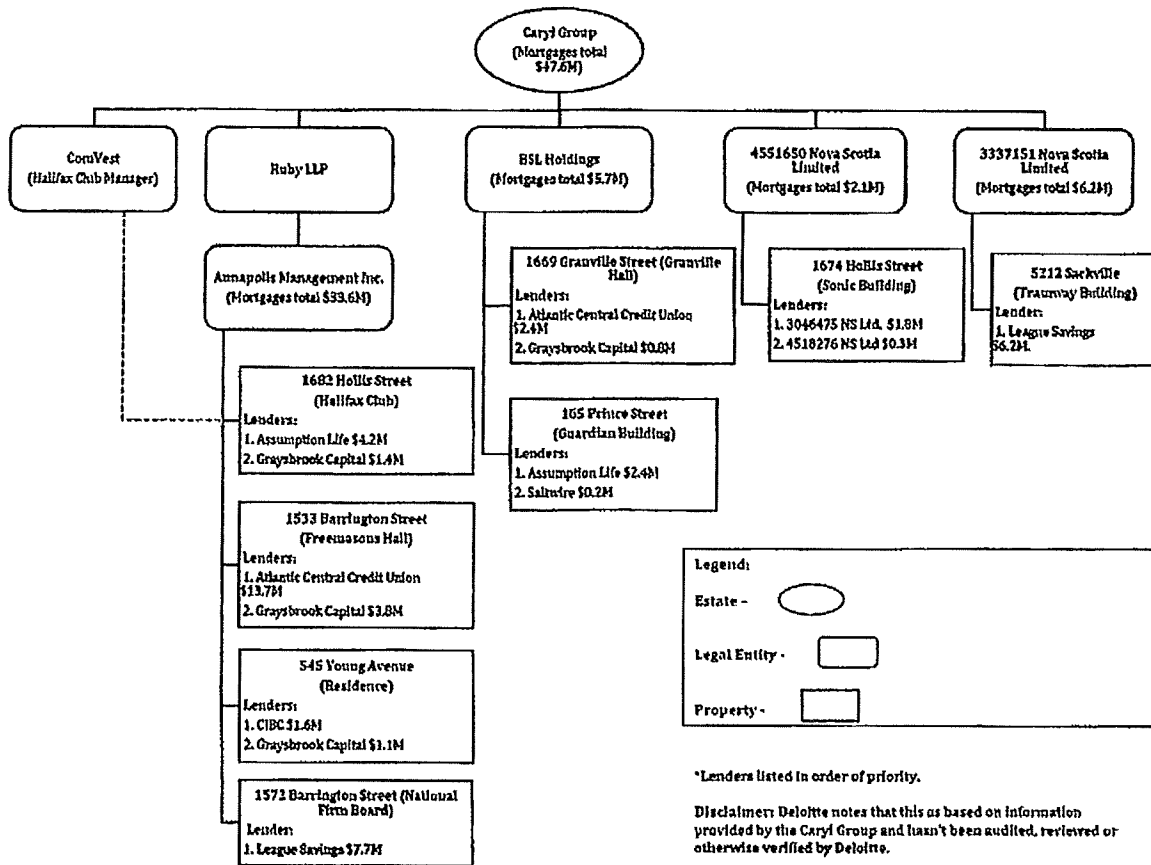 Caryl Group
(Mortgages total
$47.6M)
ComVest
(Halifax Club Manager)
Ruby LLP
BSL Holdings
(Mortgages total $5.7M)
4551650 Nova Scotia
Limited
(Mortgages total $2.1M)
3337151 Nova Scotia
Limited
(Mortgages total $6.2M)
Annapolis Management Inc.
(Mortgages total $33.6M)
1682 Hollis Street
(Halifax Club)
Lenders:
1. Assumption Life $4.2M
2. Graysbrook Capital $1.4M
1533 Barrington Street
(Freemasons Hall)
Lenders:
1. Atlantic Central Credit Union
$13.7M
2. Graysbrook Capital $3.8M
545 Young Avenue
(Residence)
Lenders:
1. CIBC $1.6M
2. Graysbrook Capital $1.1M
1572 Barrington Street (National
Firm Board)
Lender:
1. League Savings $7.7M
1669 Granville Street (Granville
Hall)
Lenders:
1. Atlantic Central Credit Union
$2.4M
2. Graysbrook Capital $0.8M
165 Prince Street
(Guardian Building)
Lenders:
1. Assumption Life $2.4M
2. Saltwire $0.2M
1674 Hollis Street
(Sonic Building)
Lenders:
1. 3046475 NS Ltd. $1.8M
2. 4518276 NS Ltd $0.3M
5212 Sackville
(Tramway Building)
Lender:
1. League Savings
$6.2M.
Legend:
Estate -
Legal Entity -
Property -
*Lenders listed in order of priority.
Disclaimer: Deloitte notes that this as based on information
provided by the Caryl Group and hasn't been audited, reviewed or
otherwise verified by Deloitte.